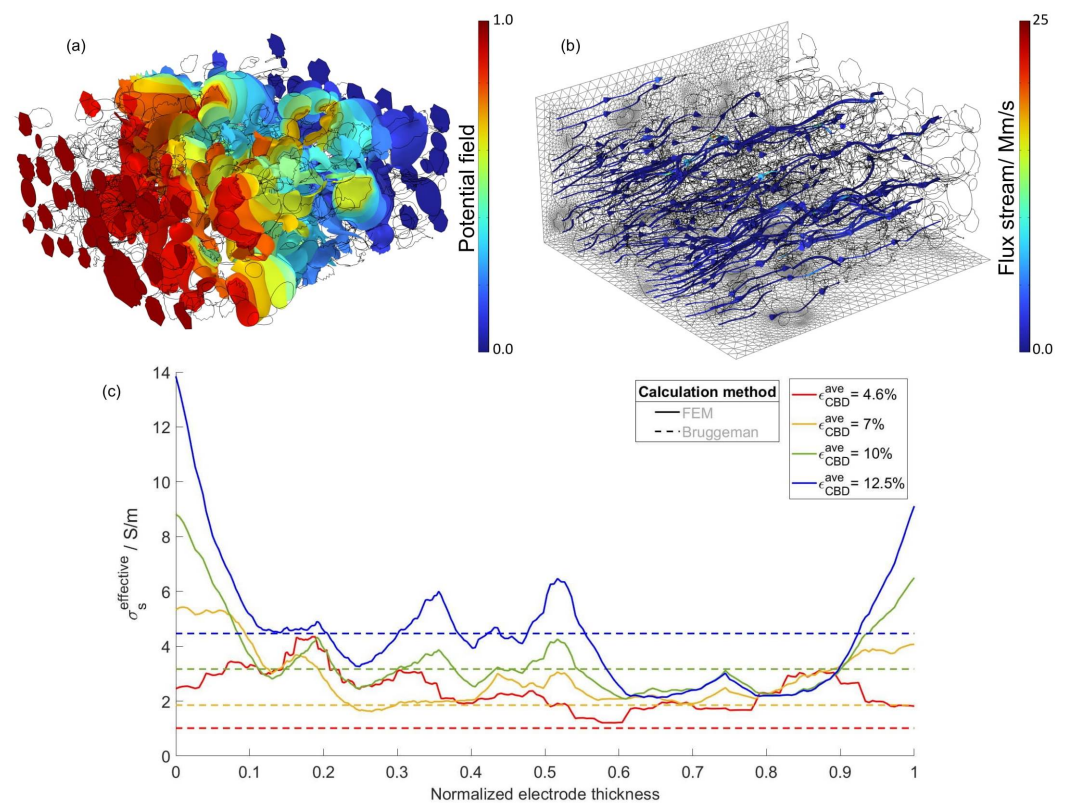 (a)
1.0
Potential field
0.0
(b)
25
Flux stream/ Mm/s
0.0
(c)
σ_s^effective / S/m
14
12
10
8
6
4
2
0
0 0.1 0.2 0.3 0.4 0.5 0.6 0.7 0.8 0.9 1
Normalized electrode thickness
Calculation method
FEM
Bruggeman
ϵ_CBD^ave = 4.6%
ϵ_CBD^ave = 7%
ϵ_CBD^ave = 10%
ϵ_CBD^ave = 12.5%